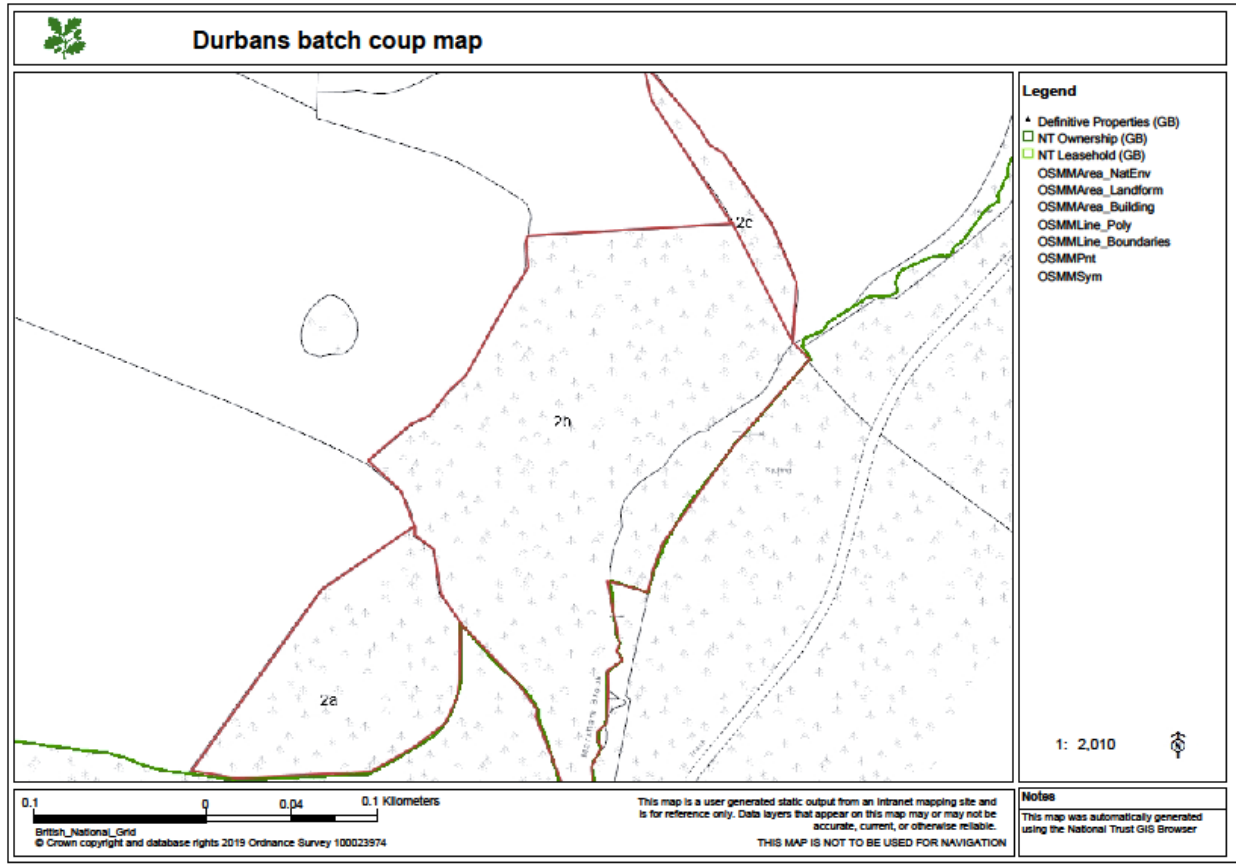 Durbans batch coup map
2c
2b
2a
Legend
Definitive Properties (GB)
NT Ownership (GB)
NT Leasehold (GB)
OSMMArea_NatEnv
OSMMArea_Landform
OSMMArea_Building
OSMMLine_Poly
OSMMLine_Boundaries
OSMMPnt
OSMMSym
1: 2,010
N
0.1 0 0.04 0.1 Kilometers
British_National_Grid
© Crown copyright and database rights 2019 Ordnance Survey 100023974
This map is a user generated static output from an Intranet mapping site and
is for reference only. Data layers that appear on this map may or may not be
accurate, current, or otherwise reliable.
THIS MAP IS NOT TO BE USED FOR NAVIGATION
Notes
This map was automatically generated
using the National Trust GIS Browser